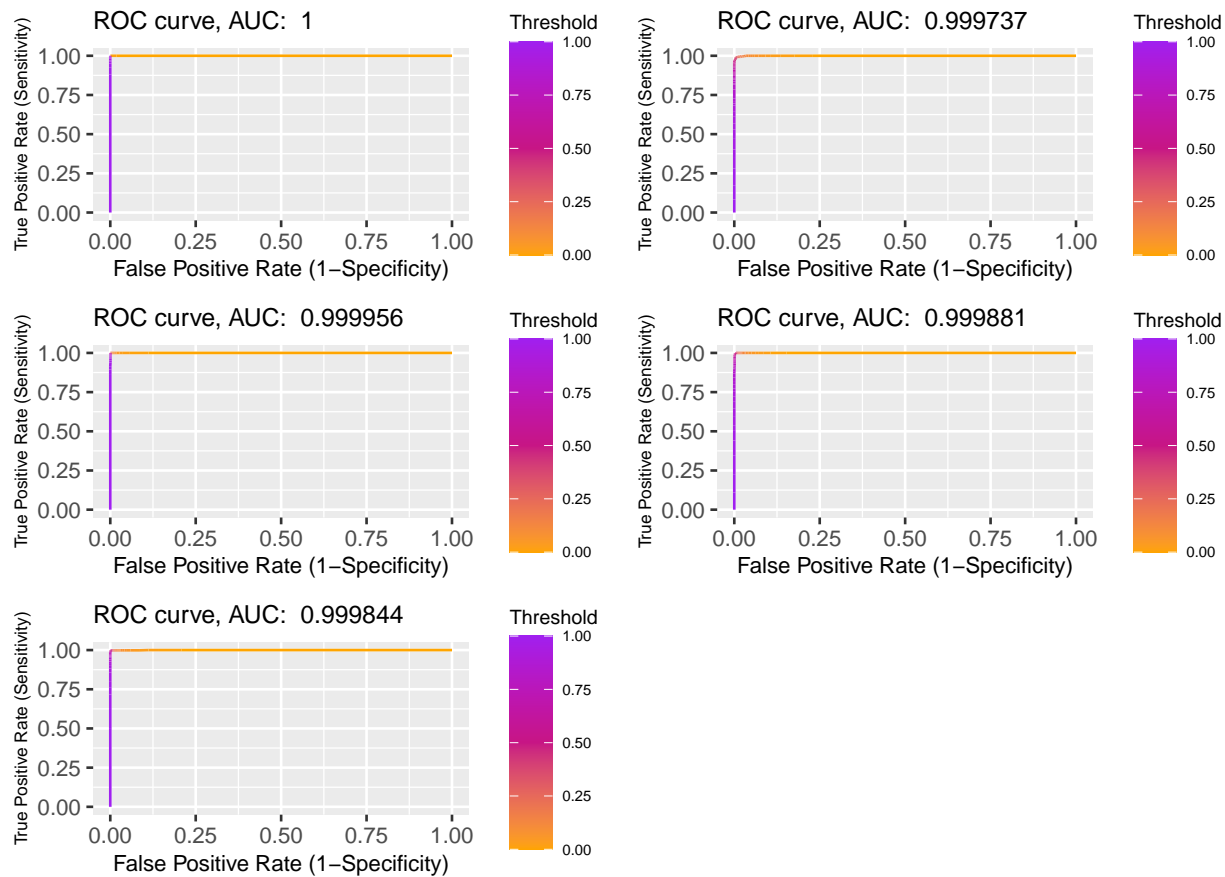 ROC curve, AUC:  1
True Positive Rate (Sensitivity)
1.00
0.75
0.50
0.25
0.00
0.00 0.25 0.50 0.75 1.00
False Positive Rate (1−Specificity)
Threshold
1.00
0.75
0.50
0.25
0.00
ROC curve, AUC:  0.999737
True Positive Rate (Sensitivity)
1.00
0.75
0.50
0.25
0.00
0.00 0.25 0.50 0.75 1.00
False Positive Rate (1−Specificity)
Threshold
1.00
0.75
0.50
0.25
0.00
ROC curve, AUC:  0.999956
True Positive Rate (Sensitivity)
1.00
0.75
0.50
0.25
0.00
0.00 0.25 0.50 0.75 1.00
False Positive Rate (1−Specificity)
Threshold
1.00
0.75
0.50
0.25
0.00
ROC curve, AUC:  0.999881
True Positive Rate (Sensitivity)
1.00
0.75
0.50
0.25
0.00
0.00 0.25 0.50 0.75 1.00
False Positive Rate (1−Specificity)
Threshold
1.00
0.75
0.50
0.25
0.00
ROC curve, AUC:  0.999844
True Positive Rate (Sensitivity)
1.00
0.75
0.50
0.25
0.00
0.00 0.25 0.50 0.75 1.00
False Positive Rate (1−Specificity)
Threshold
1.00
0.75
0.50
0.25
0.00